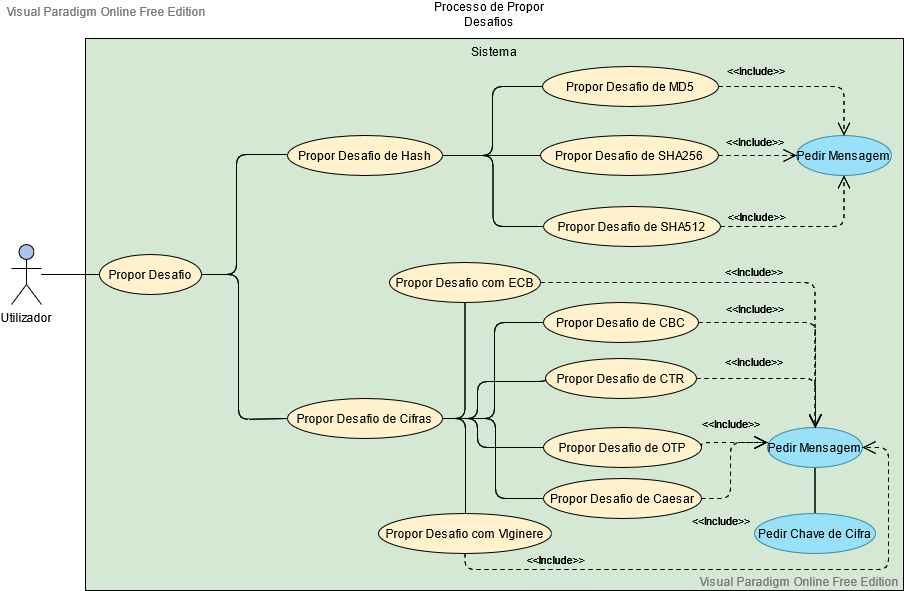 Visual Paradigm Online Free Edition
Processo de Propor
Desafios
Sistema
Utilizador
Propor Desafio
Propor Desafio de Hash
Propor Desafio de MD5
<<Include>>
Propor Desafio de SHA256
<<Include>>
Pedir Mensagem
Propor Desafio de SHA512
<<Include>>
Propor Desafio com ECB
<<Include>>
Propor Desafio de CBC
<<Include>>
Propor Desafio de CTR
<<Include>>
Propor Desafio de Cifras
Propor Desafio de OTP
<<Include>>
Pedir Mensagem
Propor Desafio de Caesar
<<Include>>
Propor Desafio com VIginere
<<Include>>
Pedir Chave de Cifra
Visual Paradigm Online Free Edition